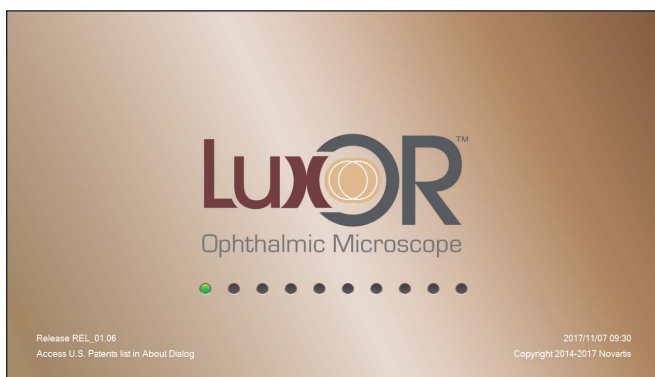 LuxOR™
Ophthalmic Microscope
Release REL_01.06
2017/11/07 09:30
Access U.S. Patents list in About Dialog
Copyright 2014-2017 Novartis